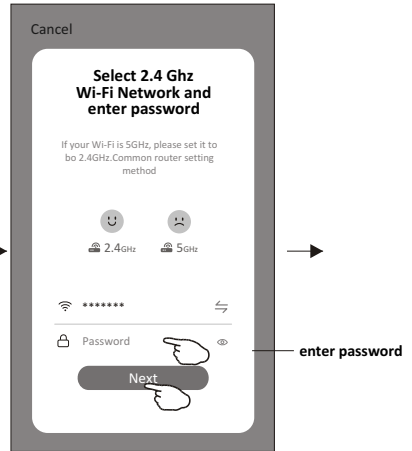 Cancel
Select 2.4 Ghz
Wi-Fi Network and
enter password
If your Wi-Fi is 5GHz, please set it to
bo 2.4GHz.Common router setting
method
2.4GHz 5GHz
*******
Password
enter password
Next